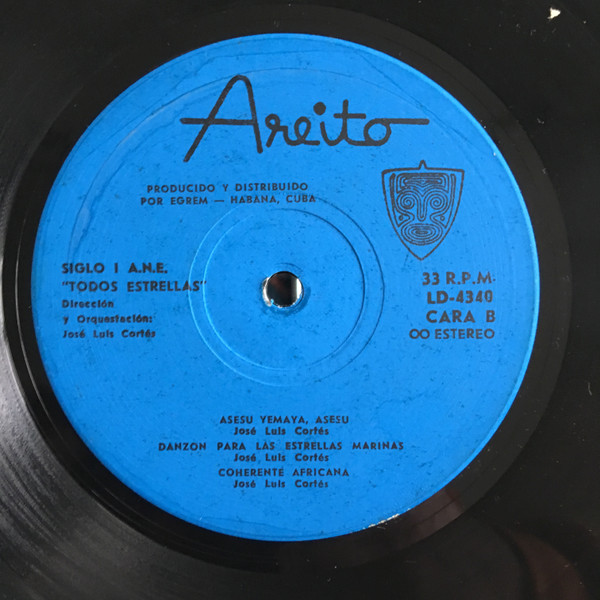 Areito
PRODUCIDO Y DISTRIBUIDO
POR EGREM — HABANA, CUBA
SIGLO I A.N.E.
"TODOS ESTRELLAS"
Dirección
y Orquestación:
José Luis Cortés
33 R.P.M.
LD-4340
CARA B
OO ESTEREO
ASESU YEMAYA, ASESU
José Luis Cortés
DANZON PARA LAS ESTRELLAS MARINAS
José Luis Cortés
COHERENTE AFRICANA
José Luis Cortés